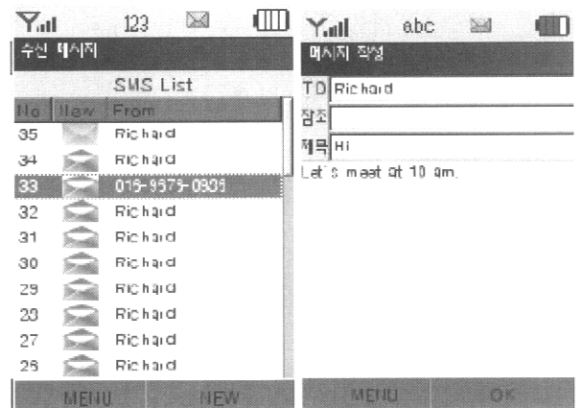 123
수신 메시지
SMS List
No New From
35 Richard
34 Richard
33 016-9676-0936
32 Richard
31 Richard
30 Richard
29 Richard
28 Richard
27 Richard
26 Richard
MENU NEW
abc
메시지 작성
TO Richard
참조
제목 Hi
Let's meet at 10 am.
MENU OK